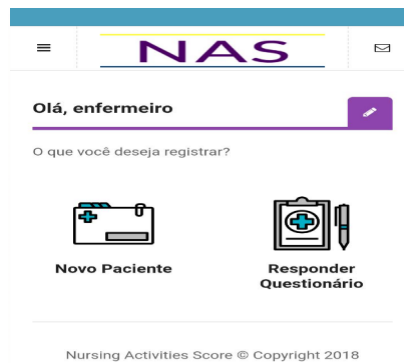 NAS
Olá, enfermeiro
O que você deseja registrar?
Novo Paciente
Responder
Questionário
Nursing Activities Score © Copyright 2018